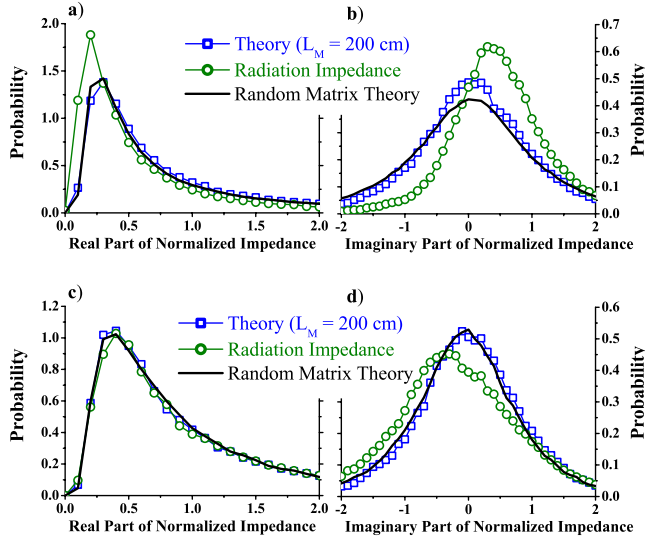 a)
b)
2.0
1.5
1.0
0.5
0.0
Probability
0.0 0.5 1.0 1.5 2.0
Real Part of Normalized Impedance
Theory (L_M = 200 cm)
Radiation Impedance
Random Matrix Theory
0.7
0.6
0.5
0.4
0.3
0.2
0.1
0.0
Probability
-2 -1 0 1 2
Imaginary Part of Normalized Impedance
c)
d)
1.2
1.0
0.8
0.6
0.4
0.2
0.0
Probability
0.0 0.5 1.0 1.5 2.0
Real Part of Normalized Impedance
Theory (L_M = 200 cm)
Radiation Impedance
Random Matrix Theory
0.6
0.5
0.4
0.3
0.2
0.1
0.0
Probability
-2 -1 0 1 2
Imaginary Part of Normalized Impedance